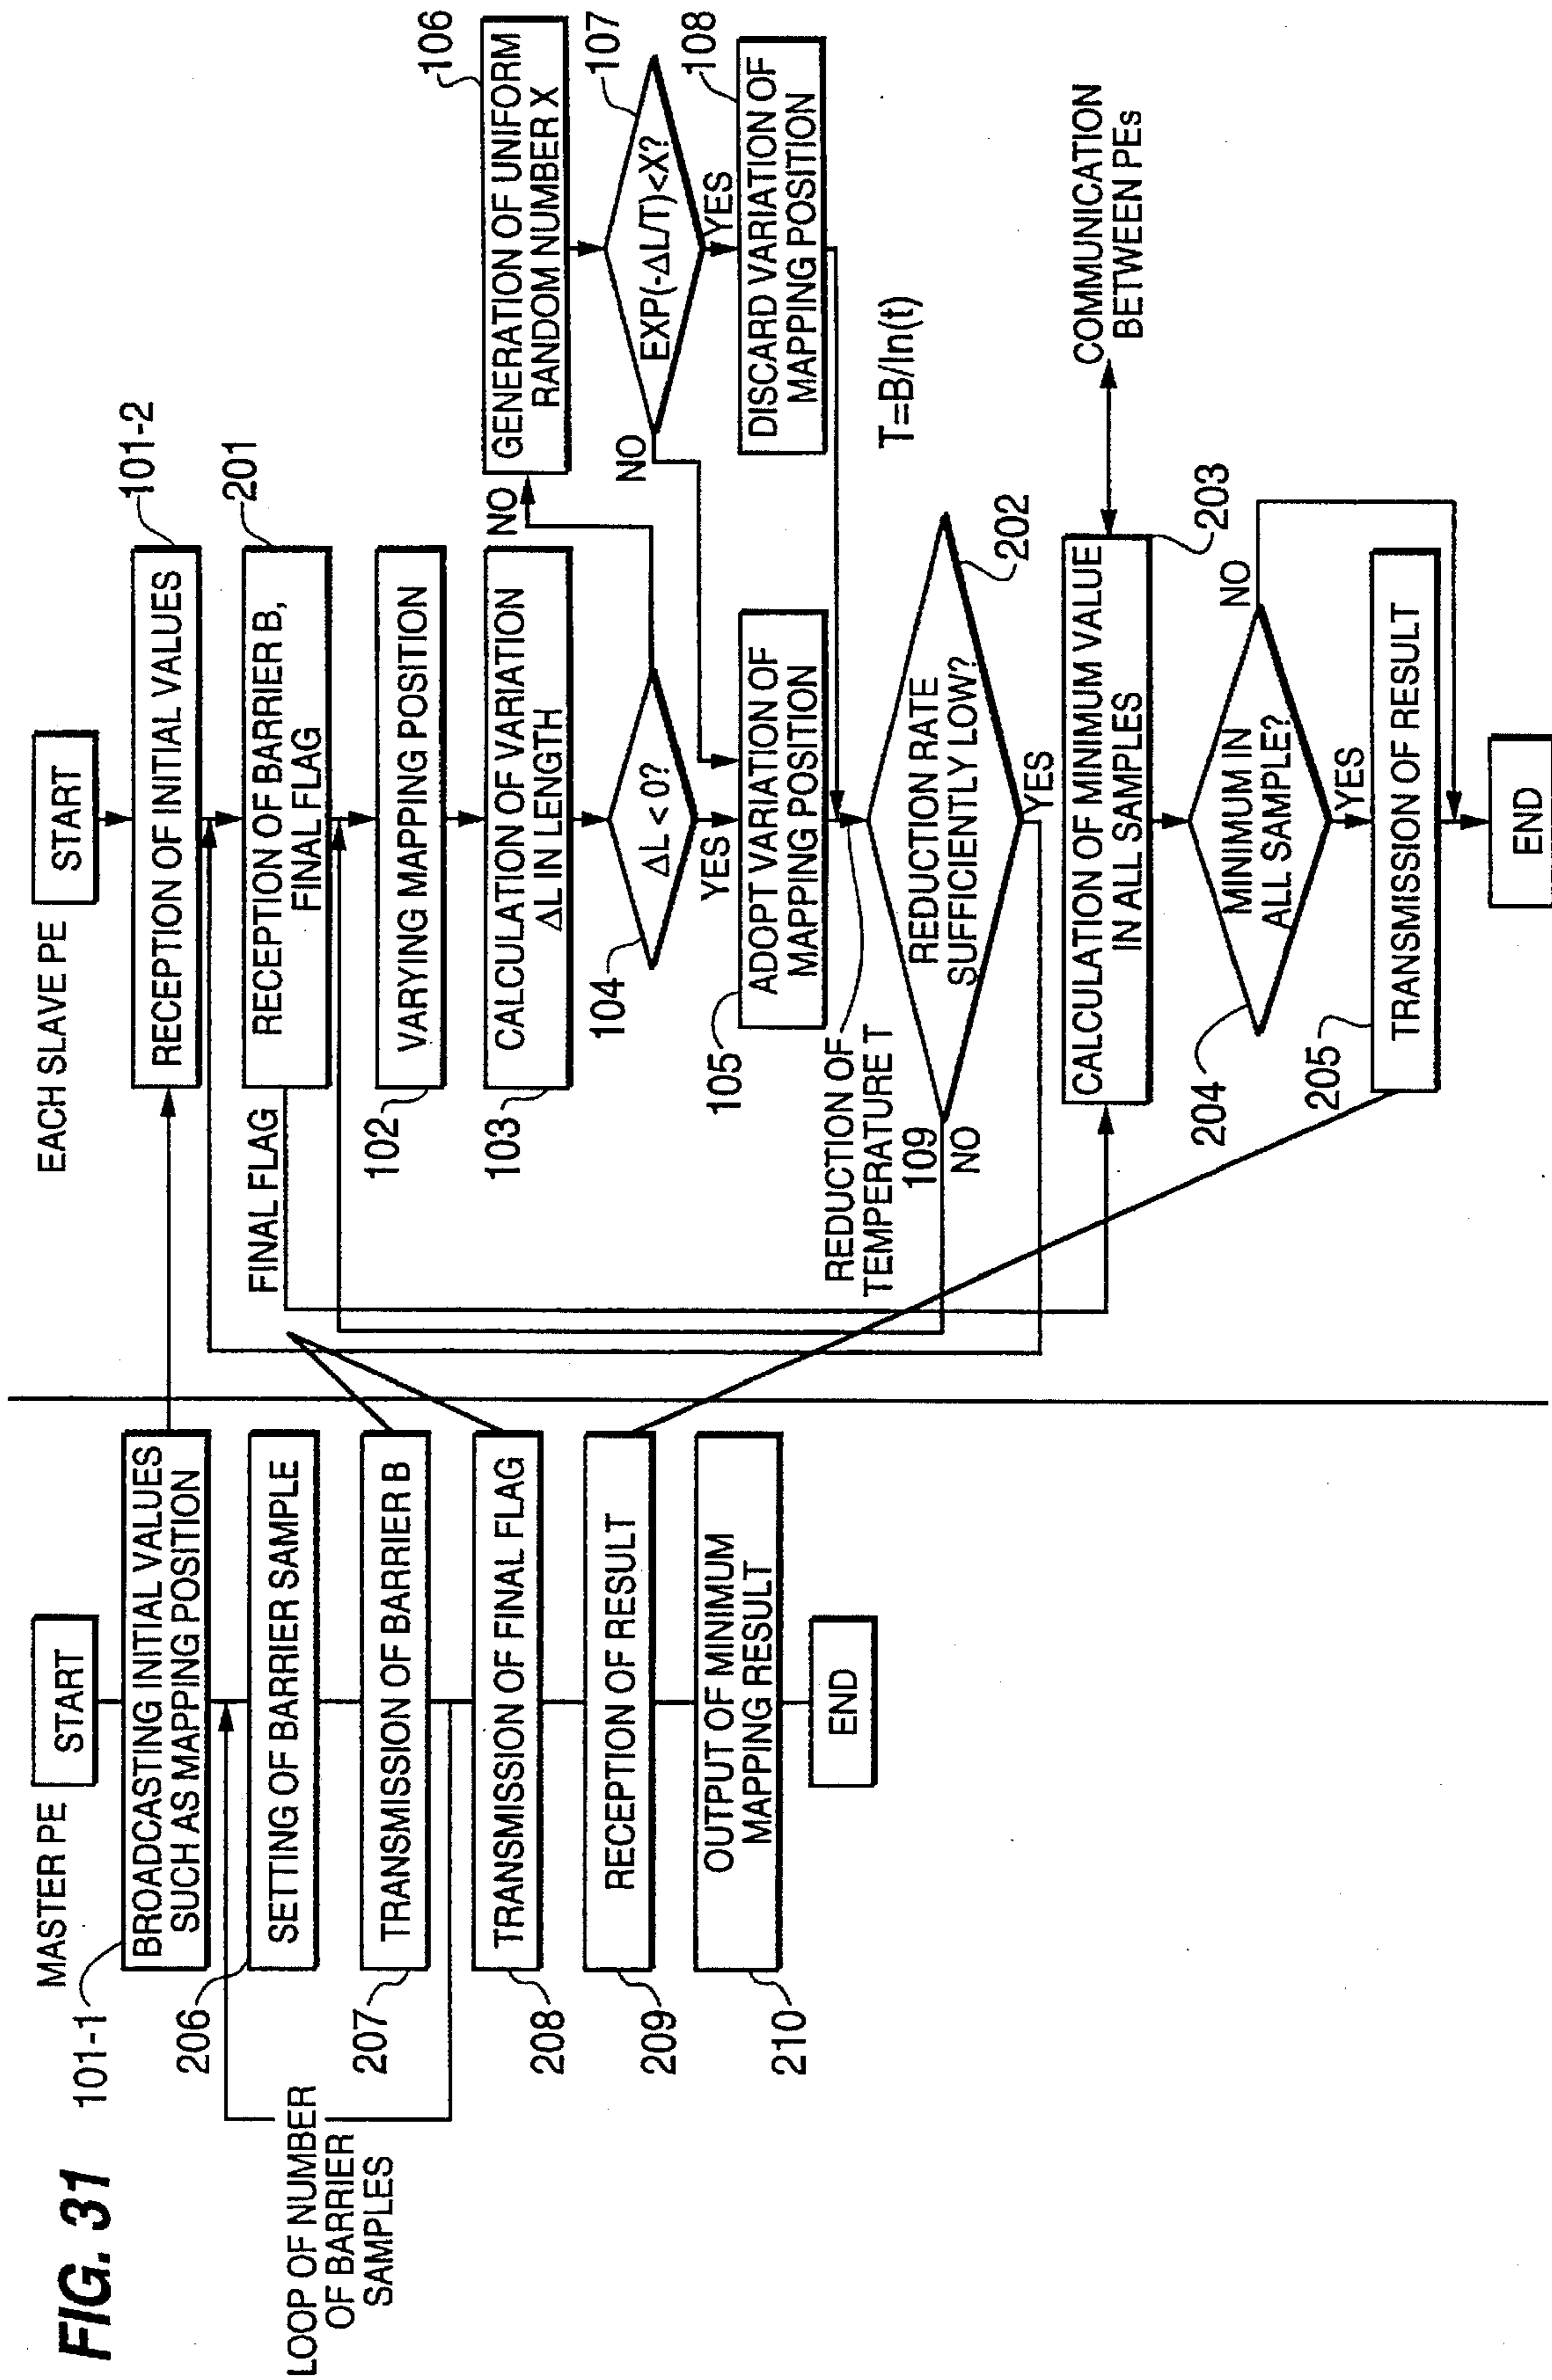 FIG. 31
MASTER PE
START
101-1
BROADCASTING INITIAL VALUES
SUCH AS MAPPING POSITION
206
SETTING OF BARRIER SAMPLE
LOOP OF NUMBER
OF BARRIER
SAMPLES
207
TRANSMISSION OF BARRIER B
208
TRANSMISSION OF FINAL FLAG
209
RECEPTION OF RESULT
210
OUTPUT OF MINIMUM
MAPPING RESULT
END
EACH SLAVE PE
START
101-2
RECEPTION OF INITIAL VALUES
201
RECEPTION OF BARRIER B,
FINAL FLAG
FINAL FLAG
102
VARYING MAPPING POSITION
103
CALCULATION OF VARIATION
ΔL IN LENGTH
104
ΔL < 0?
NO
YES
106
GENERATION OF UNIFORM
RANDOM NUMBER X
107
EXP(-ΔL/T)<X?
NO
YES
105
ADOPT VARIATION OF
MAPPING POSITION
108
DISCARD VARIATION OF
MAPPING POSITION
REDUCTION OF
TEMPERATURE T
T=B/ln(t)
109
NO
REDUCTION RATE
SUFFICIENTLY LOW?
202
YES
CALCULATION OF MINIMUM VALUE
IN ALL SAMPLES
203
COMMUNICATION
BETWEEN PEs
204
MINIMUM IN
ALL SAMPLE?
NO
YES
205
TRANSMISSION OF RESULT
END